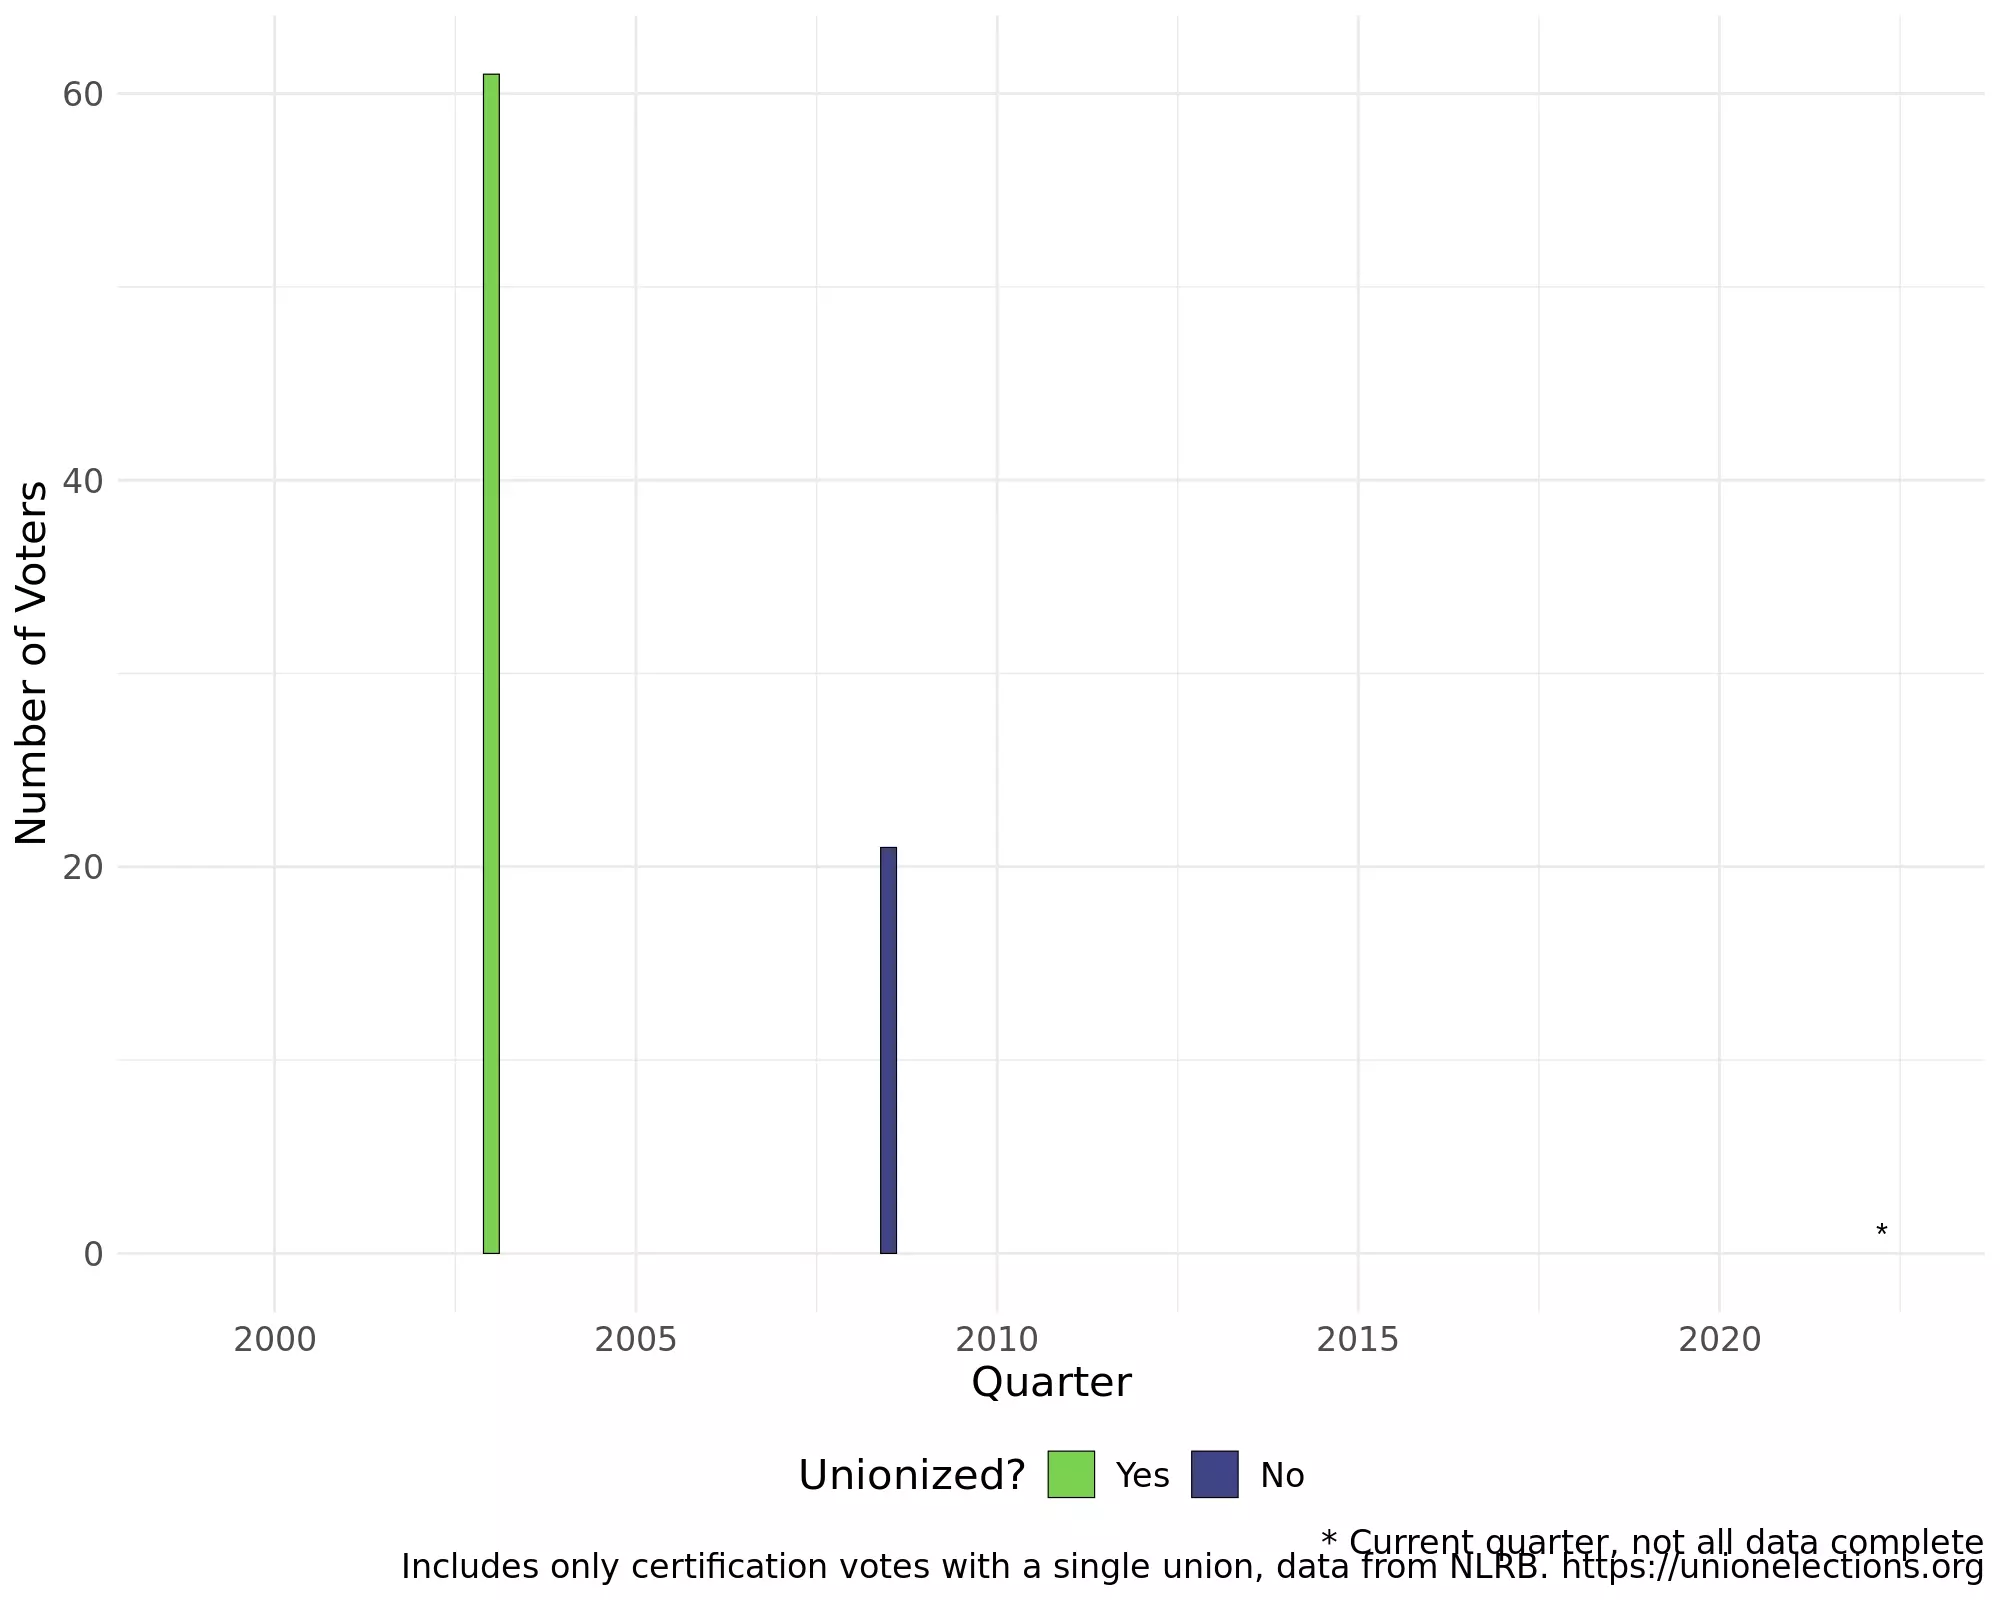 60
40
20
0
Number of Voters
*
2000 2005 2010 2015 2020
Quarter
Unionized? Yes No
* Current quarter, not all data complete
Includes only certification votes with a single union, data from NLRB. https://unionelections.org